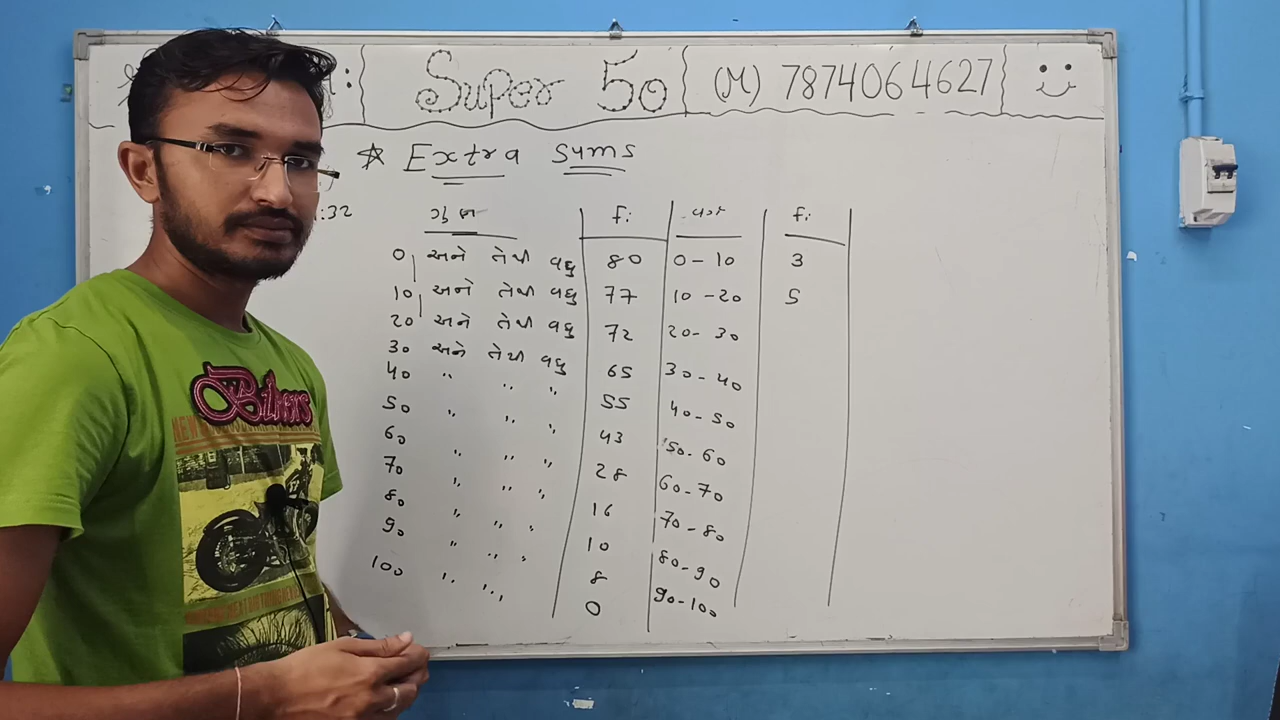 Super 50 (M) 7874064627
☆ Extra Sums
:32
ગુણ fi વર્ગ fi
0 અને તેથી વધુ 80 0-10 3
10 અને તેથી વધુ 77 10-20 5
20 અને તેથી વધુ 72 20-30
30 અને તેથી વધુ 65 30-40
40 " " " 55 40-50
50 " " " 43 50-60
60 " " " 28 60-70
70 " " " 16 70-80
80 " " " 10 80-90
90 " " " 8 90-100
100 " " " 0
Bikers